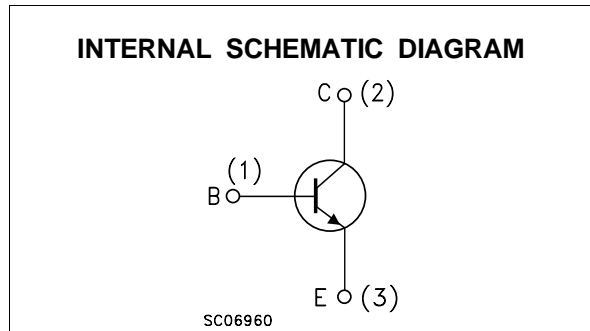 INTERNAL SCHEMATIC DIAGRAM
C (2)
(1)
B
E (3)
SC06960